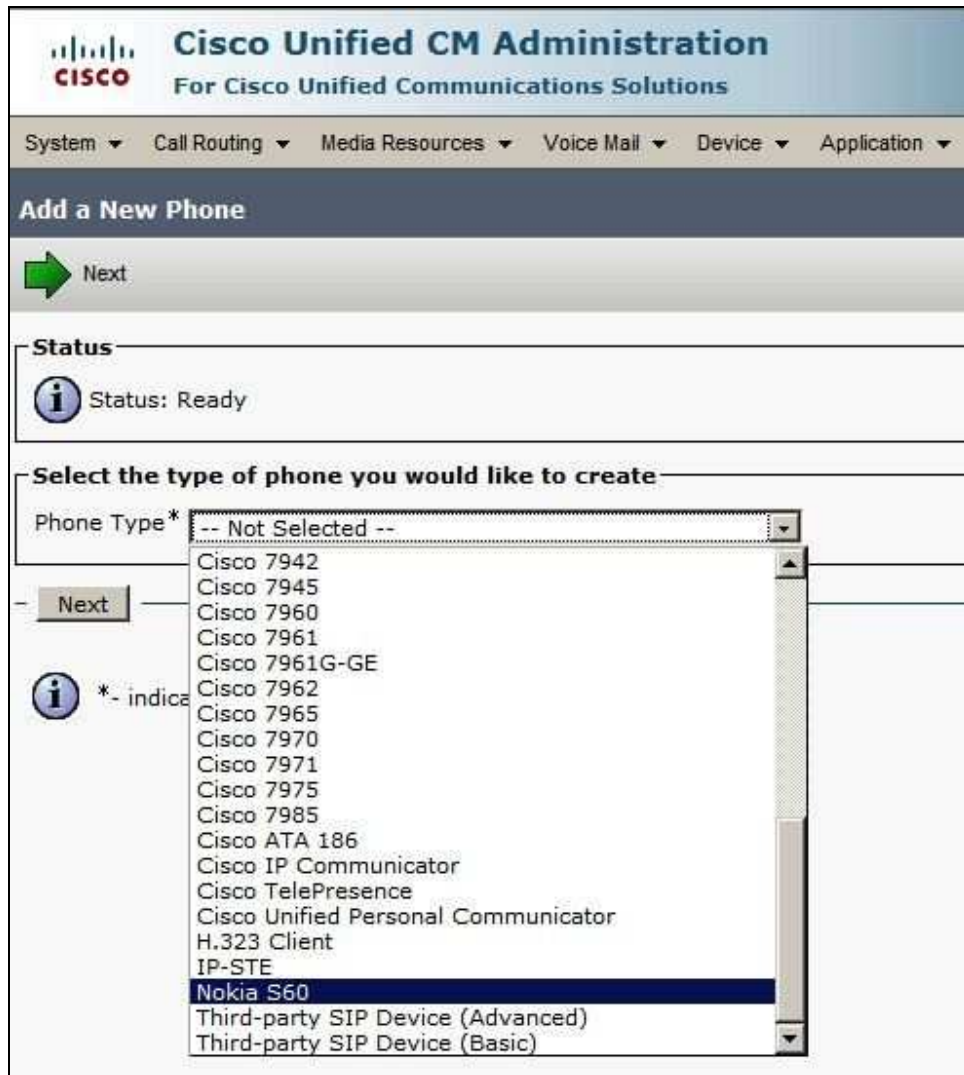 CISCO
Cisco Unified CM Administration
For Cisco Unified Communications Solutions
System Call Routing Media Resources Voice Mail Device Application
Add a New Phone
Next
Status
Status: Ready
Select the type of phone you would like to create
Phone Type* -- Not Selected --
Cisco 7942
Cisco 7945
Cisco 7960
Cisco 7961
Cisco 7961G-GE
Cisco 7962
Cisco 7965
Cisco 7970
Cisco 7971
Cisco 7975
Cisco 7985
Cisco ATA 186
Cisco IP Communicator
Cisco TelePresence
Cisco Unified Personal Communicator
H.323 Client
IP-STE
Nokia S60
Third-party SIP Device (Advanced)
Third-party SIP Device (Basic)
Next
*- indica